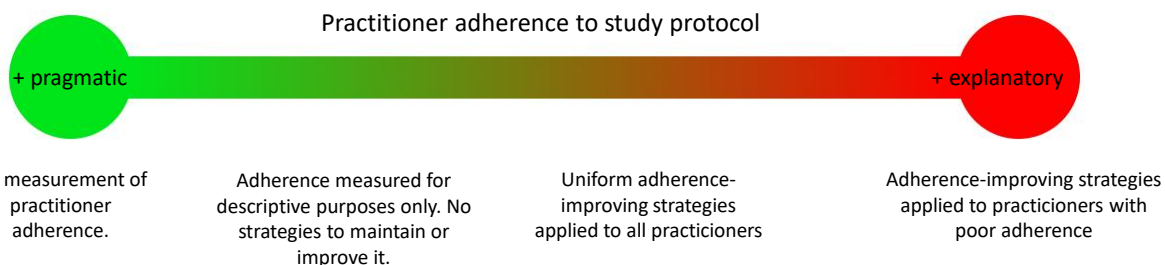 Practitioner adherence to study protocol
+ pragmatic
+ explanatory
measurement of
practitioner
adherence.
Adherence measured for
descriptive purposes only. No
strategies to maintain or
improve it.
Uniform adherence-
improving strategies
applied to all practicioners
Adherence-improving strategies
applied to practicioners with
poor adherence